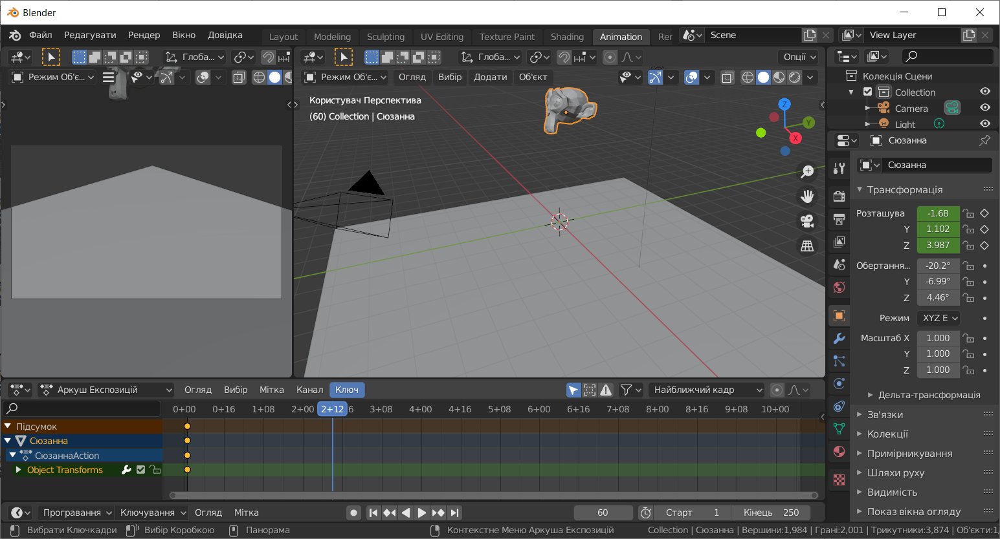 Blender
Файл Редагувати Рендер Вікно Довідка Layout Modeling Sculpting UV Editing Texture Paint Shading Animation Rer Scene View Layer
Глоба... Глоба... Опції
Режим Об'є... Режим Об'є... Огляд Вибір Додати Об'єкт
Користувач Перспектива
(60) Collection | Сюзанна
Z
Y
X
Колекція Сцени
Collection
Camera
Light
Сюзанна
Сюзанна
Трансформація
Розташува -1.68
Y 1.102
Z 3.987
Обертання... -20.2°
Y -6.99°
Z 4.46°
Режим XYZ E
Масштаб X 1.000
Y 1.000
Z 1.000
Дельта-трансформація
Зв'язки
Колекції
Примірникування
Шляхи руху
Видимість
Показ вікна огляду
Аркуш Експозицій Огляд Вибір Мітка Канал Ключ Найближчий кадр
0+00 0+16 1+08 2+00 2+12 6 3+08 4+00 4+16 5+08 6+00 6+16 7+08 8+00 8+16 9+08 10+00
Підсумок
Сюзанна
СюзаннаAction
Object Transforms
Програвання Ключування Огляд Мітка 60 Старт 1 Кінець 250
Вибрати Ключкадри Вибір Коробкою Панорама Контекстне Меню Аркуша Експозицій Collection | Сюзанна | Вершини:1,984 | Грані:2,001 | Трикутники:3,874 | Об'єкти:1/